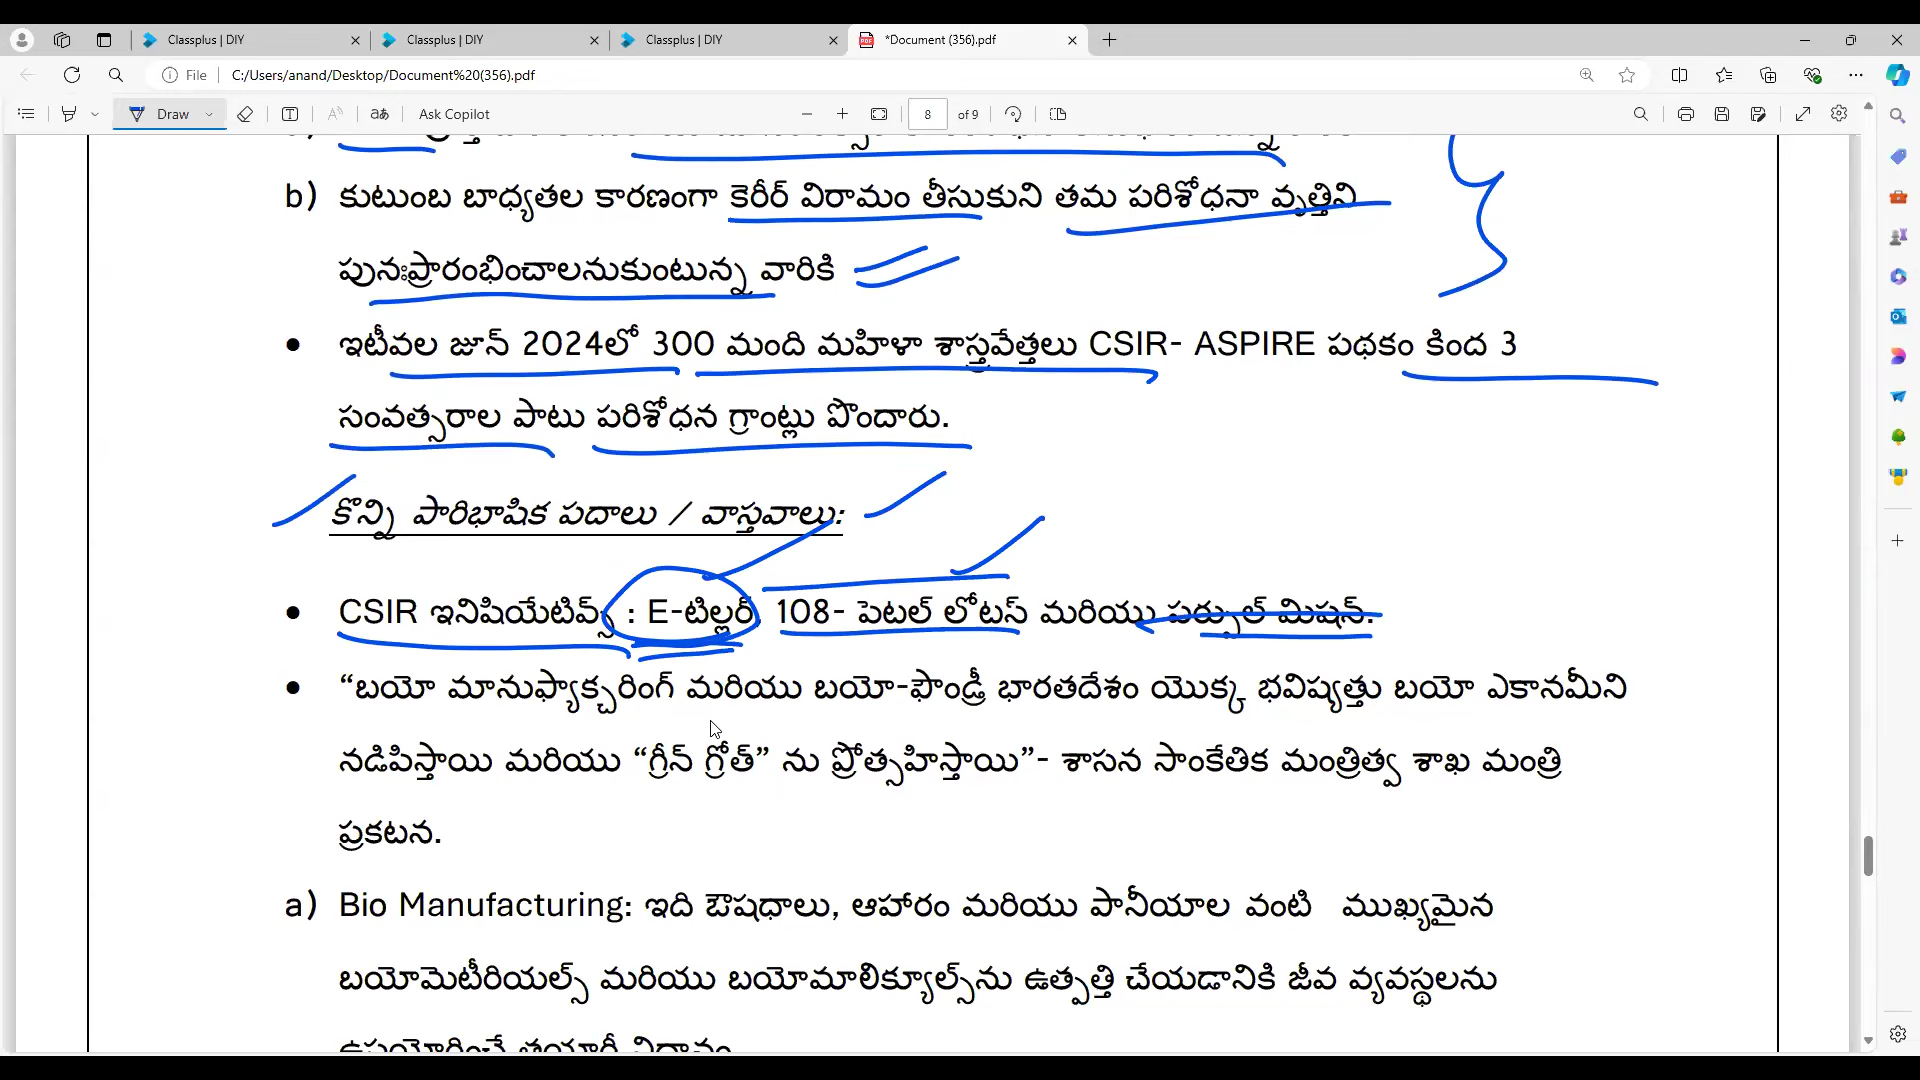 Classplus | DIY
Classplus | DIY
Classplus | DIY
*Document (356).pdf
File
C:/Users/anand/Desktop/Document%20(356).pdf
Draw
Ask Copilot
8 of 9
b) కుటుంబ బాధ్యతల కారణంగా కెరీర్ విరామం తీసుకుని తమ పరిశోధనా వృత్తిని
పునఃప్రారంభించాలనుకుంటున్న వారికి
• ఇటీవల జూన్ 2024లో 300 మంది మహిళా శాస్త్రవేత్తలు CSIR- ASPIRE పథకం కింద 3
సంవత్సరాల పాటు పరిశోధన గ్రాంట్లు పొందారు.
కొన్ని పారిభాషిక పదాలు / వాస్తవాలు:
• CSIR ఇనిషియేటివ్స్ : E-టిల్లర్, 108- పెటల్ లోటస్ మరియు పర్పుల్ మిషన్.
• “బయో మానుఫ్యాక్చరింగ్ మరియు బయో-ఫౌండ్రీ భారతదేశం యొక్క భవిష్యత్తు బయో ఎకానమీని
నడిపిస్తాయి మరియు “గ్రీన్ గ్రోత్” ను ప్రోత్సహిస్తాయి”- శాసన సాంకేతిక మంత్రిత్వ శాఖ మంత్రి
ప్రకటన.
a) Bio Manufacturing: ఇది ఔషధాలు, ఆహారం మరియు పానీయాల వంటి ముఖ్యమైన
బయోమెటీరియల్స్ మరియు బయోమాలిక్యూల్స్‌ను ఉత్పత్తి చేయడానికి జీవ వ్యవస్థలను